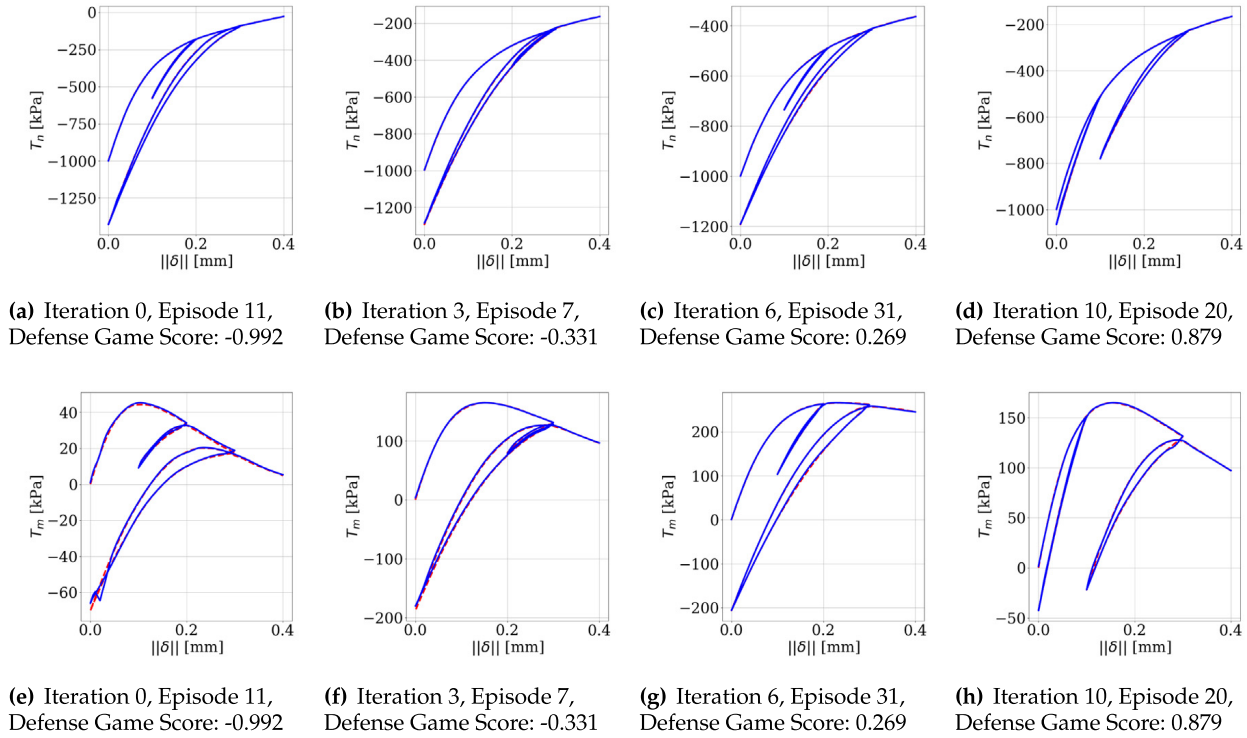 0
−250
−500
−750
−1000
−1250
0.0 0.2 0.4
T_n [kPa]
||δ|| [mm]
−200
−400
−600
−800
−1000
−1200
0.0 0.2 0.4
T_n [kPa]
||δ|| [mm]
−400
−600
−800
−1000
−1200
0.0 0.2 0.4
T_n [kPa]
||δ|| [mm]
−200
−400
−600
−800
−1000
0.0 0.2 0.4
T_n [kPa]
||δ|| [mm]
(a) Iteration 0, Episode 11,
Defense Game Score: -0.992
(b) Iteration 3, Episode 7,
Defense Game Score: -0.331
(c) Iteration 6, Episode 31,
Defense Game Score: 0.269
(d) Iteration 10, Episode 20,
Defense Game Score: 0.879
40
20
0
−20
−40
−60
0.0 0.2 0.4
T_m [kPa]
||δ|| [mm]
100
0
−100
−200
0.0 0.2 0.4
T_m [kPa]
||δ|| [mm]
200
100
0
−100
−200
0.0 0.2 0.4
T_m [kPa]
||δ|| [mm]
150
100
50
0
−50
0.0 0.2 0.4
T_m [kPa]
||δ|| [mm]
(e) Iteration 0, Episode 11,
Defense Game Score: -0.992
(f) Iteration 3, Episode 7,
Defense Game Score: -0.331
(g) Iteration 6, Episode 31,
Defense Game Score: 0.269
(h) Iteration 10, Episode 20,
Defense Game Score: 0.879